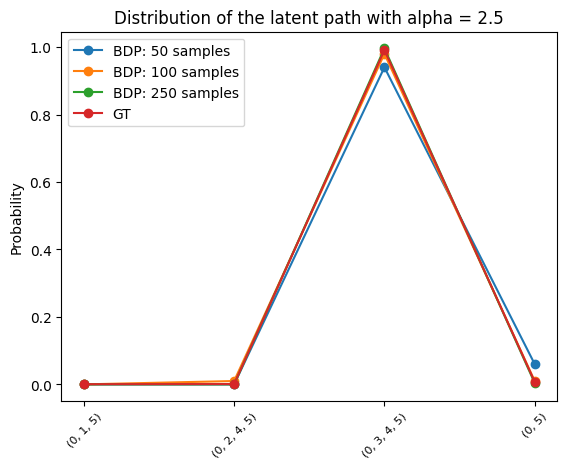 Distribution of the latent path with alpha = 2.5
BDP: 50 samples
BDP: 100 samples
BDP: 250 samples
GT
Probability
1.0
0.8
0.6
0.4
0.2
0.0
(0, 1, 5)
(0, 2, 4, 5)
(0, 3, 4, 5)
(0, 5)